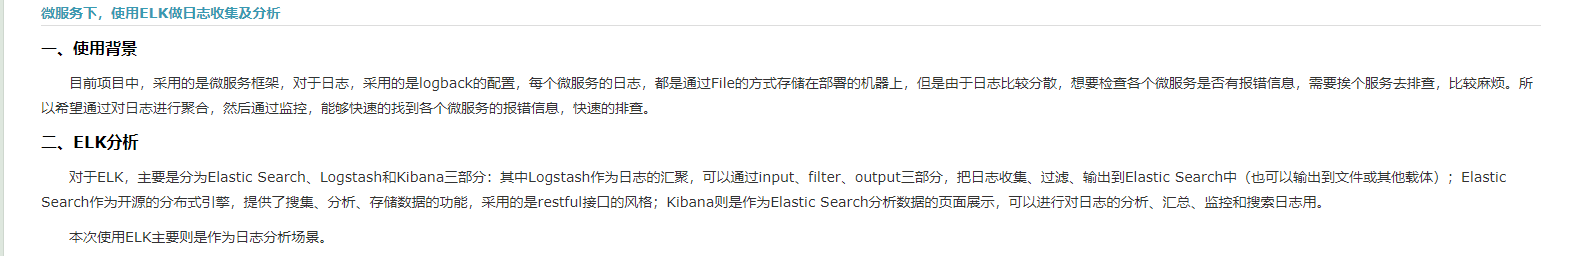 微服务下，使用ELK做日志收集及分析
一、使用背景
目前项目中，采用的是微服务框架，对于日志，采用的是logback的配置，每个微服务的日志，都是通过File的方式存储在部署的机器上，但是由于日志比较分散，想要检查各个微服务是否有报错信息，需要挨个服务去排查，比较麻烦。所
以希望通过对日志进行聚合，然后通过监控，能够快速的找到各个微服务的报错信息，快速的排查。
二、ELK分析
对于ELK，主要是分为Elastic Search、Logstash和Kibana三部分：其中Logstash作为日志的汇聚，可以通过input、filter、output三部分，把日志收集、过滤、输出到Elastic Search中（也可以输出到文件或其他载体）；Elastic
Search作为开源的分布式引擎，提供了搜集、分析、存储数据的功能，采用的是restful接口的风格；Kibana则是作为Elastic Search分析数据的页面展示，可以进行对日志的分析、汇总、监控和搜索日志用。
本次使用ELK主要则是作为日志分析场景。